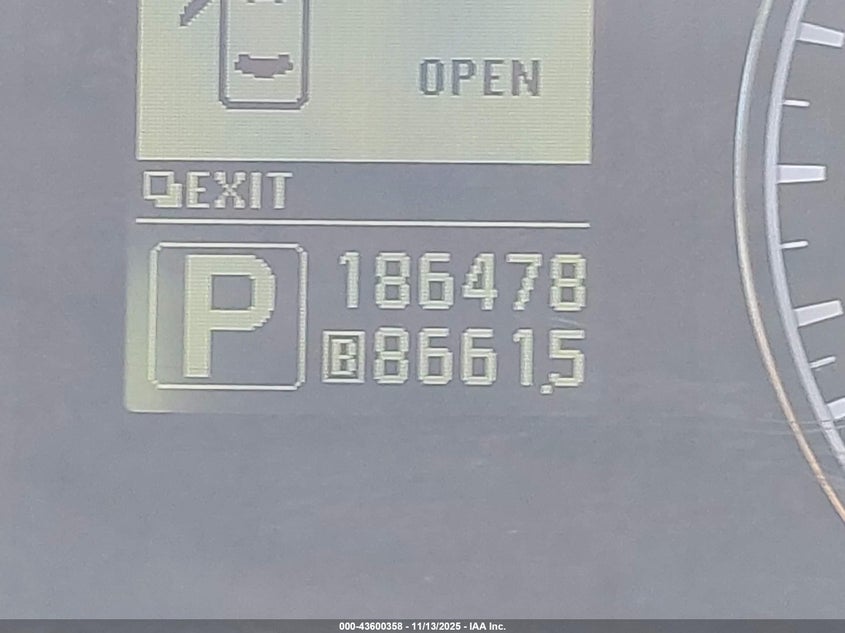 OPEN
EXIT
P
186478
B 8661.5
000-43600358 - 11/13/2025 - IAA Inc.